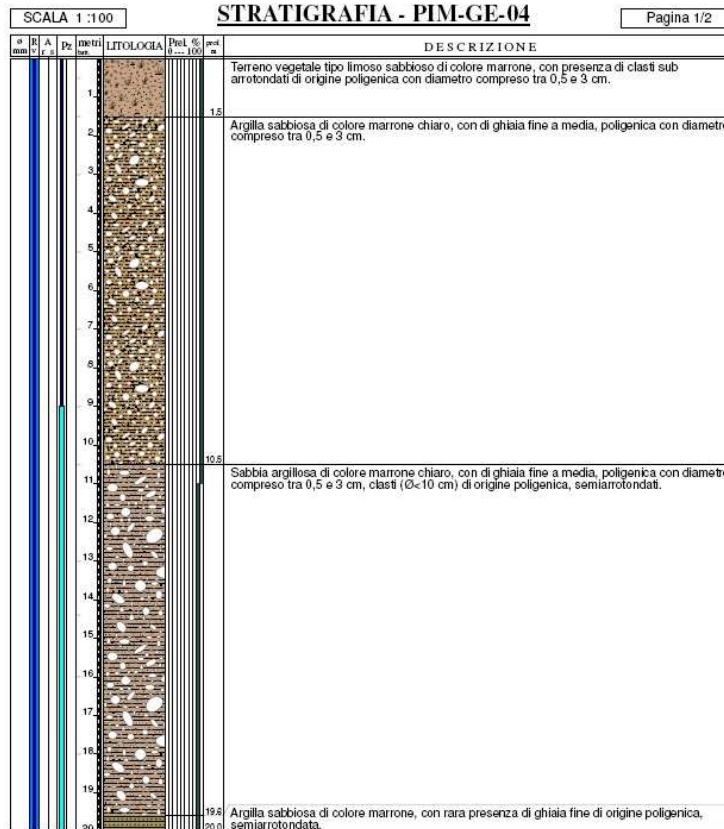 SCALA 1 :100
STRATIGRAFIA - PIM-GE-04
Pagina 1/2
ø mm R v A r s Pz metri batt. LITOLOGIA Prel. % 0 --- 100 prof. m DESCRIZIONE
Terreno vegetale tipo limoso sabbioso di colore marrone, con presenza di clasti sub
arrotondati di origine poligenica con diametro compreso tra 0,5 e 3 cm.
1
1.5
Argilla sabbiosa di colore marrone chiaro, con di ghiaia fine a media, poligenica con diametro
compreso tra 0,5 e 3 cm.
2
3
4
5
6
7
8
9
10
10.5
Sabbia argillosa di colore marrone chiaro, con di ghiaia fine a media, poligenica con diametro
compreso tra 0,5 e 3 cm, clasti (Ø<10 cm) di origine poligenica, semiarrotondati.
11
12
13
14
15
16
17
18
19
19.6
Argilla sabbiosa di colore marrone, con rara presenza di ghiaia fine di origine poligenica,
20
20.0
semiarrotondata.